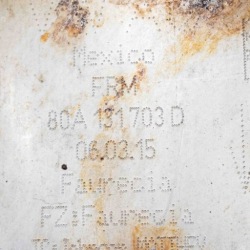 Mexico
FRM
80A 131 703 D
06.03.15
Faurecia
FZ:Faurecia